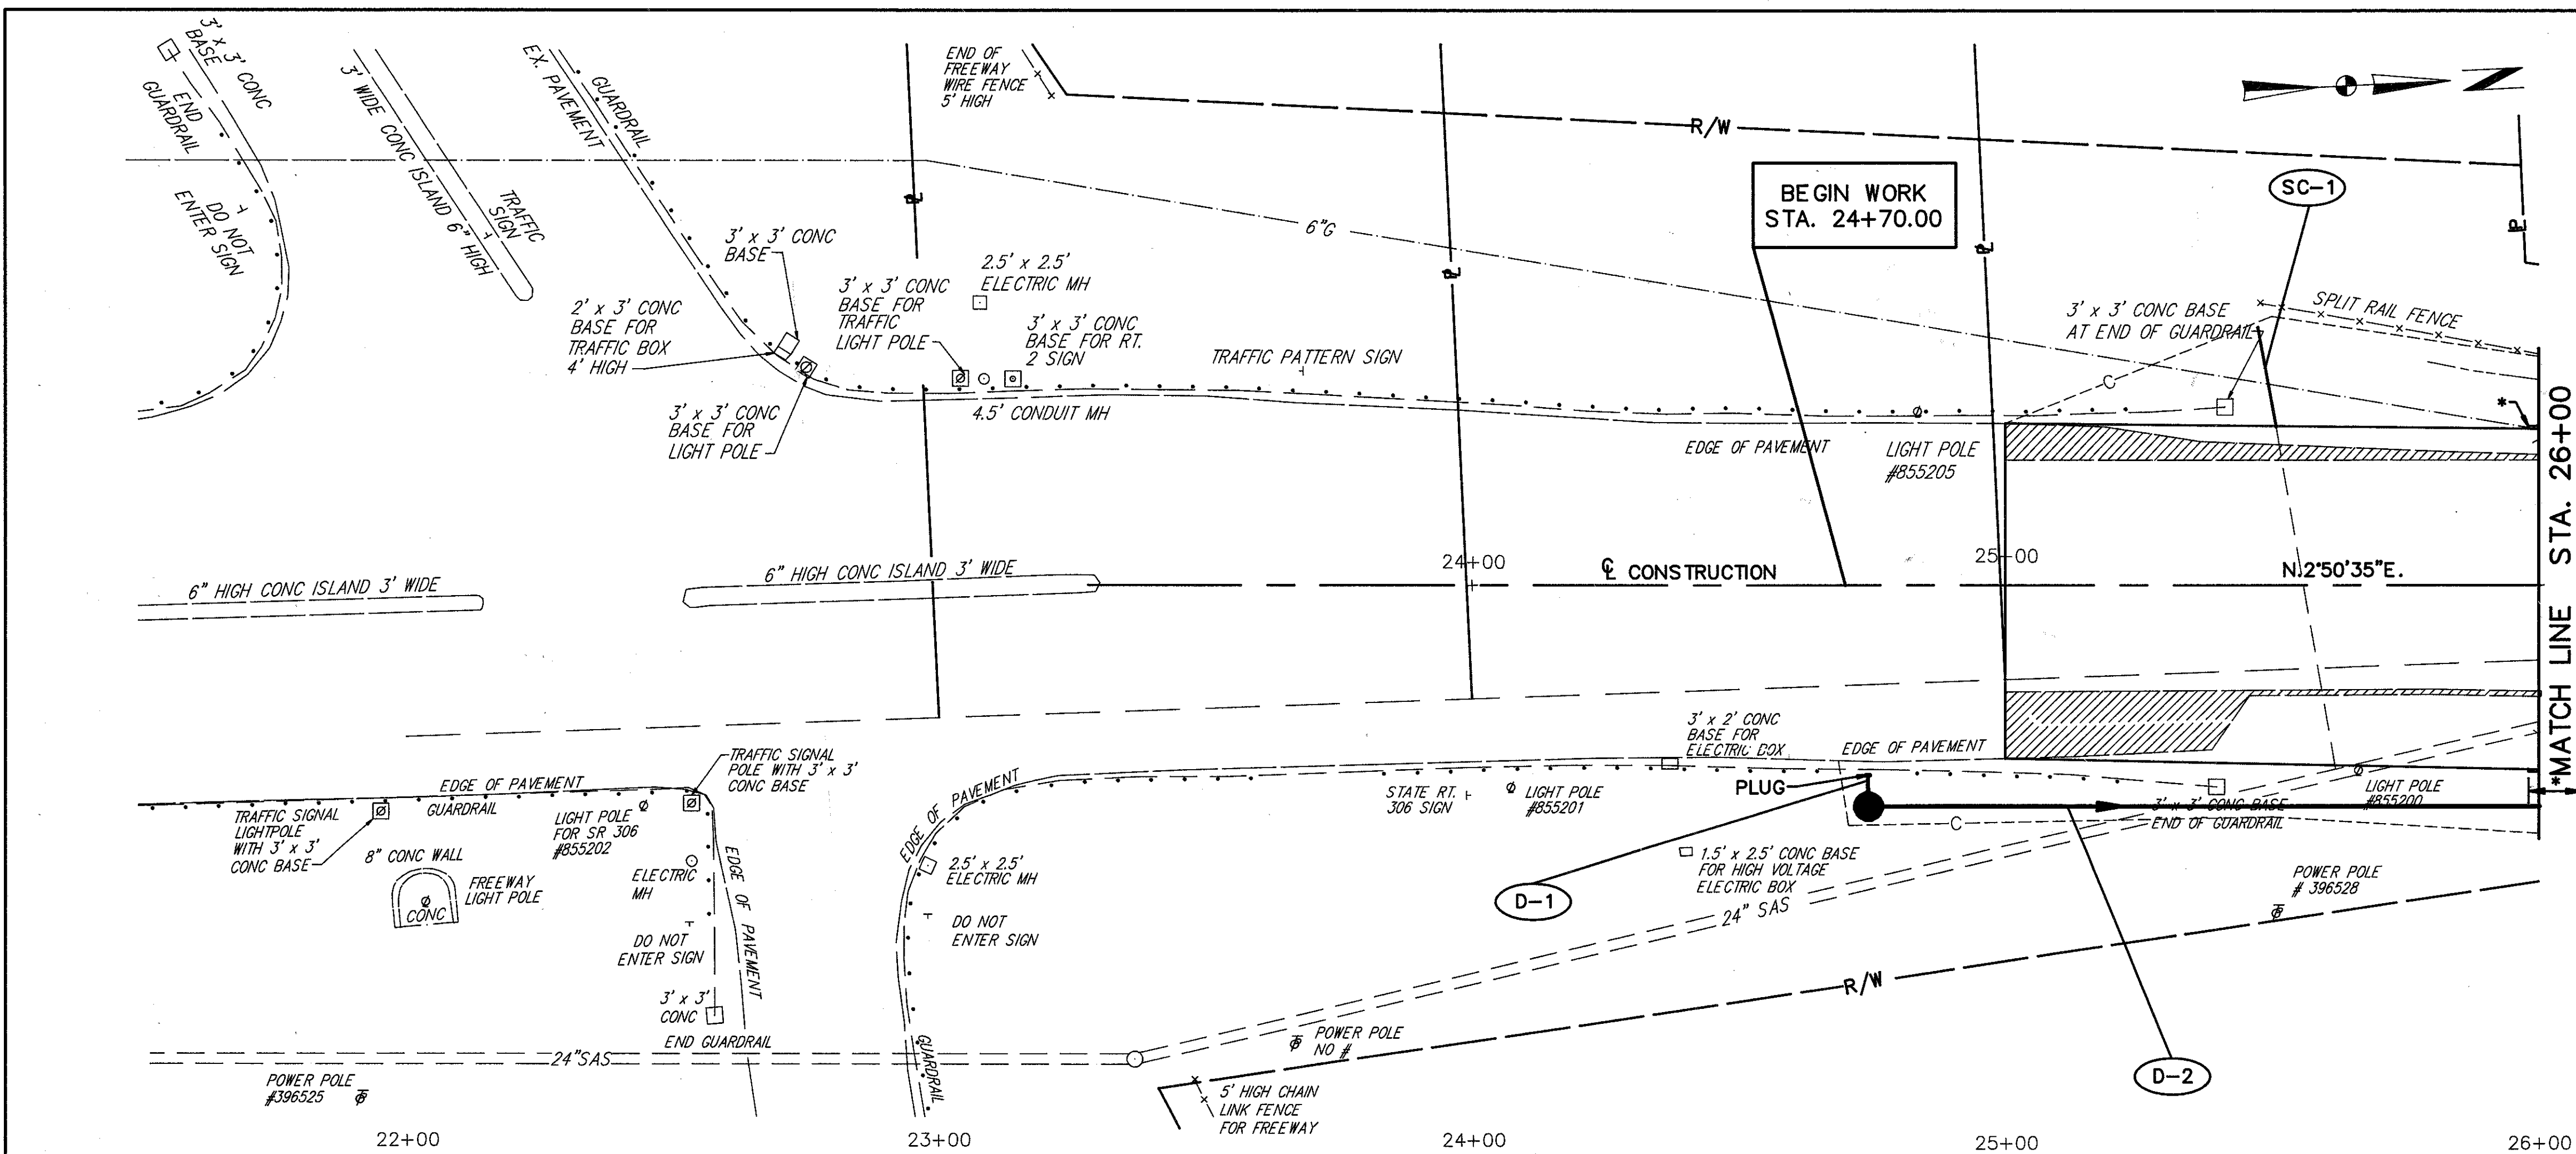 3' x 3' CONC
BASE
END
GUARDRAIL
3' WIDE CONC ISLAND 6" HIGH
TRAFFIC
SIGN
DO NOT
ENTER SIGN
GUARDRAIL
EX. PAVEMENT
END OF
FREEWAY
WIRE FENCE
5' HIGH
R/W
N
BEGIN WORK
STA. 24+70.00
SC-1
PL
PL
PL
PL
6"G
3' x 3' CONC
BASE
2' x 3' CONC
BASE FOR
TRAFFIC BOX
4' HIGH
3' x 3' CONC
BASE FOR
TRAFFIC
LIGHT POLE
2.5' x 2.5'
ELECTRIC MH
3' x 3' CONC
BASE FOR RT.
2 SIGN
TRAFFIC PATTERN SIGN
3' x 3' CONC
BASE FOR
LIGHT POLE
4.5' CONDUIT MH
3' x 3' CONC BASE
AT END OF GUARDRAIL
SPLIT RAIL FENCE
C
*
EDGE OF PAVEMENT
LIGHT POLE
#855205
*MATCH LINE STA. 26+00
6" HIGH CONC ISLAND 3' WIDE
6" HIGH CONC ISLAND 3' WIDE
24+00
CL CONSTRUCTION
25+00
N.2°50'35"E.
EDGE OF PAVEMENT
GUARDRAIL
TRAFFIC SIGNAL
POLE WITH 3' x 3'
CONC BASE
TRAFFIC SIGNAL
LIGHTPOLE
WITH 3' x 3'
CONC BASE
LIGHT POLE
FOR SR 306
#855202
8" CONC WALL
FREEWAY
LIGHT POLE
CONC
ELECTRIC
MH
EDGE OF PAVEMENT
DO NOT
ENTER SIGN
3' x 3'
CONC
END GUARDRAIL
24"SAS
POWER POLE
#396525
EDGE OF PAVEMENT
2.5' x 2.5'
ELECTRIC MH
DO NOT
ENTER SIGN
GUARDRAIL
STATE RT.
306 SIGN
LIGHT POLE
#855201
3' x 2' CONC
BASE FOR
ELECTRIC BOX
EDGE OF PAVEMENT
PLUG
D-1
1.5' x 2.5' CONC BASE
FOR HIGH VOLTAGE
ELECTRIC BOX
24" SAS
C
3' x 3' CONC BASE
END OF GUARDRAIL
LIGHT POLE
#855200
POWER POLE
# 396528
R/W
D-2
POWER POLE
NO #
5' HIGH CHAIN
LINK FENCE
FOR FREEWAY
22+00
23+00
24+00
25+00
26+00